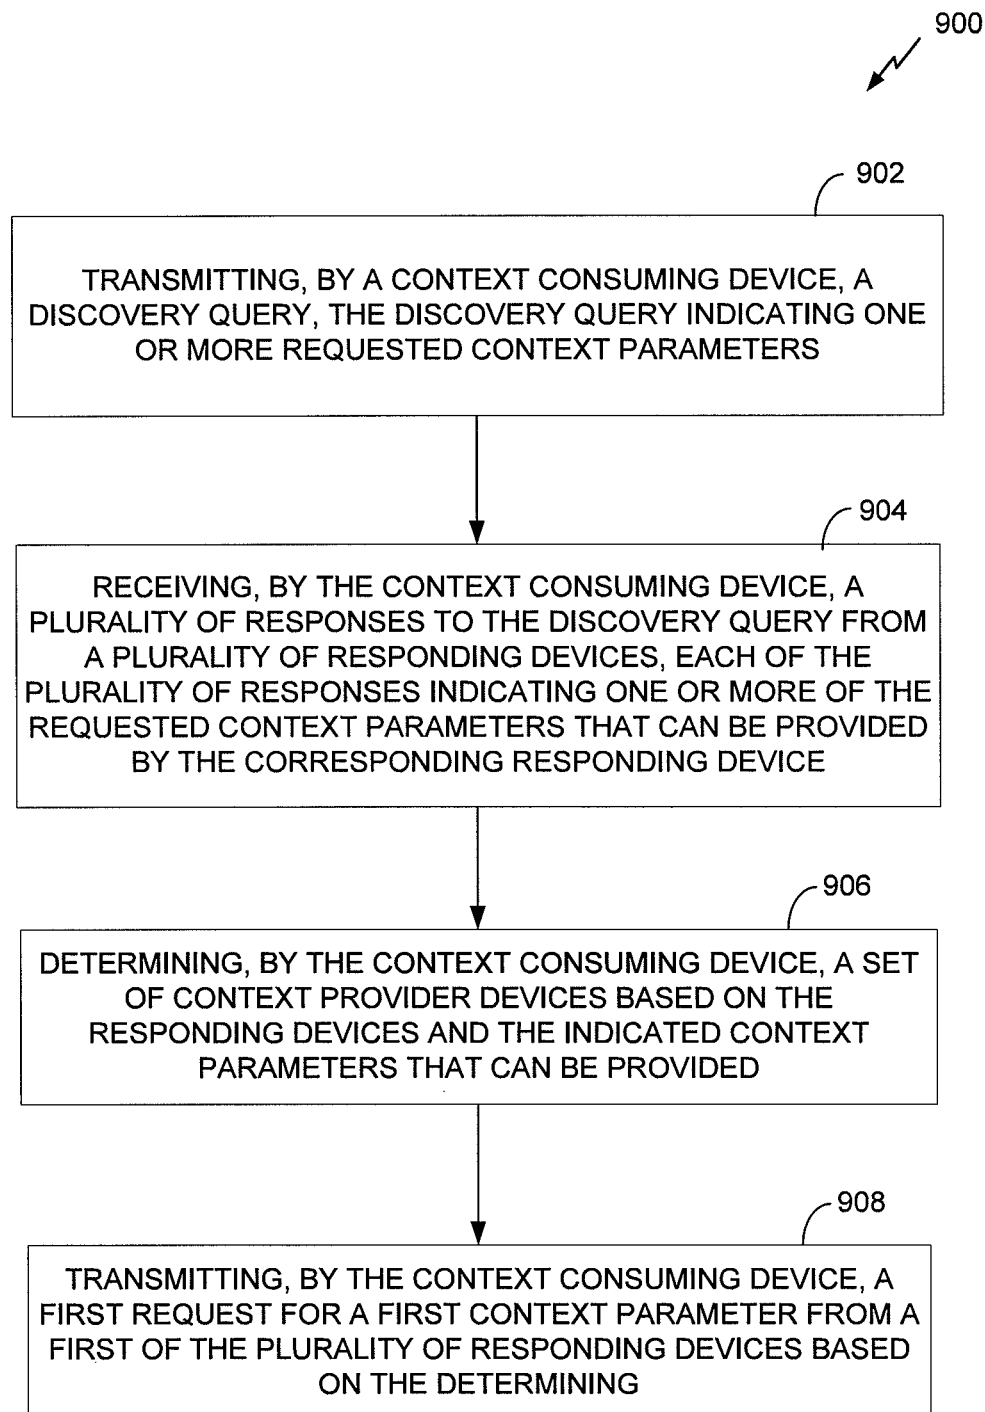 900
902
TRANSMITTING, BY A CONTEXT CONSUMING DEVICE, A
DISCOVERY QUERY, THE DISCOVERY QUERY INDICATING ONE
OR MORE REQUESTED CONTEXT PARAMETERS
904
RECEIVING, BY THE CONTEXT CONSUMING DEVICE, A
PLURALITY OF RESPONSES TO THE DISCOVERY QUERY FROM
A PLURALITY OF RESPONDING DEVICES, EACH OF THE
PLURALITY OF RESPONSES INDICATING ONE OR MORE OF THE
REQUESTED CONTEXT PARAMETERS THAT CAN BE PROVIDED
BY THE CORRESPONDING RESPONDING DEVICE
906
DETERMINING, BY THE CONTEXT CONSUMING DEVICE, A SET
OF CONTEXT PROVIDER DEVICES BASED ON THE
RESPONDING DEVICES AND THE INDICATED CONTEXT
PARAMETERS THAT CAN BE PROVIDED
908
TRANSMITTING, BY THE CONTEXT CONSUMING DEVICE, A
FIRST REQUEST FOR A FIRST CONTEXT PARAMETER FROM A
FIRST OF THE PLURALITY OF RESPONDING DEVICES BASED
ON THE DETERMINING